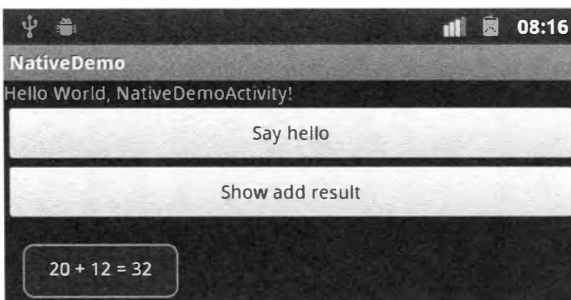 08:16
NativeDemo
Hello World, NativeDemoActivity!
Say hello
Show add result
20 + 12 = 32